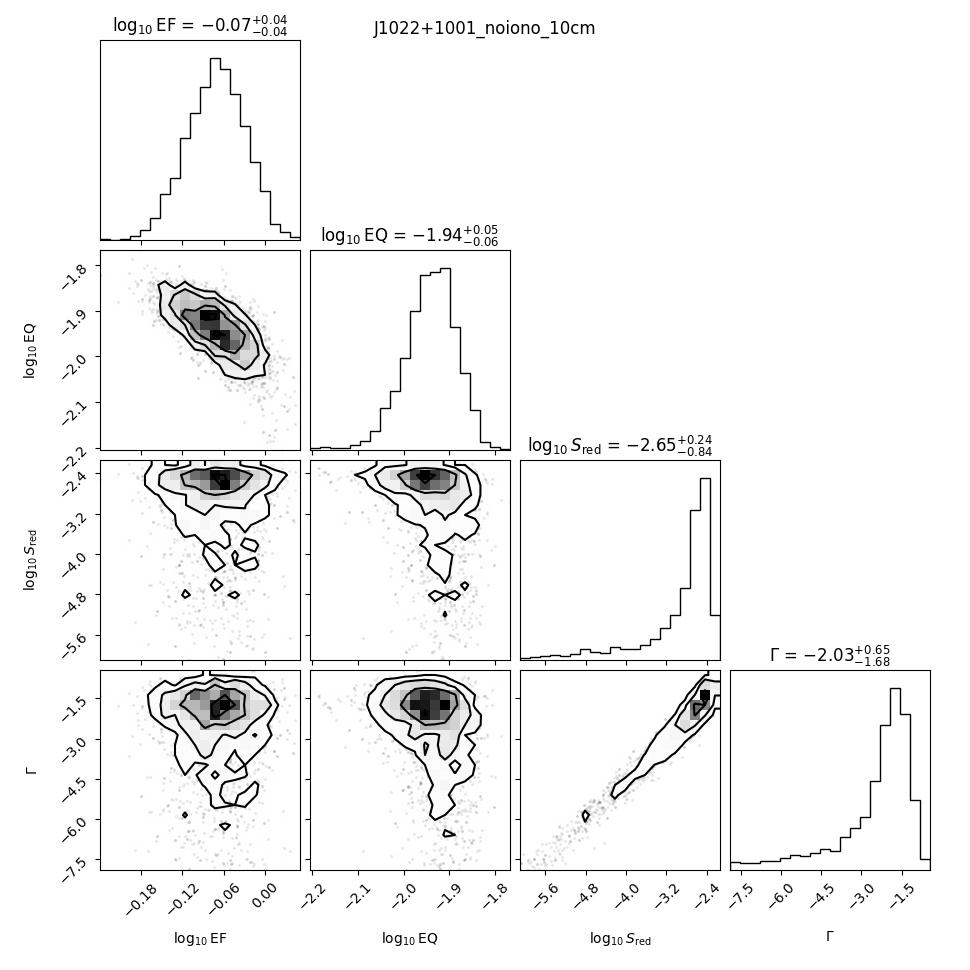 J1022+1001_noiono_10cm
log₁₀ EF = −0.07 +0.04 −0.04
log₁₀ EQ = −1.94 +0.05 −0.06
log₁₀ S_red = −2.65 +0.24 −0.84
Γ = −2.03 +0.65 −1.68
log₁₀ EQ
−1.8
−1.9
−2.0
−2.1
−2.2
log₁₀ S_red
−2.4
−3.2
−4.0
−4.8
−5.6
Γ
−1.5
−3.0
−4.5
−6.0
−7.5
−0.18 −0.12 −0.06 0.00
−2.2 −2.1 −2.0 −1.9 −1.8
−5.6 −4.8 −4.0 −3.2 −2.4
−7.5 −6.0 −4.5 −3.0 −1.5
log₁₀ EF
log₁₀ EQ
log₁₀ S_red
Γ